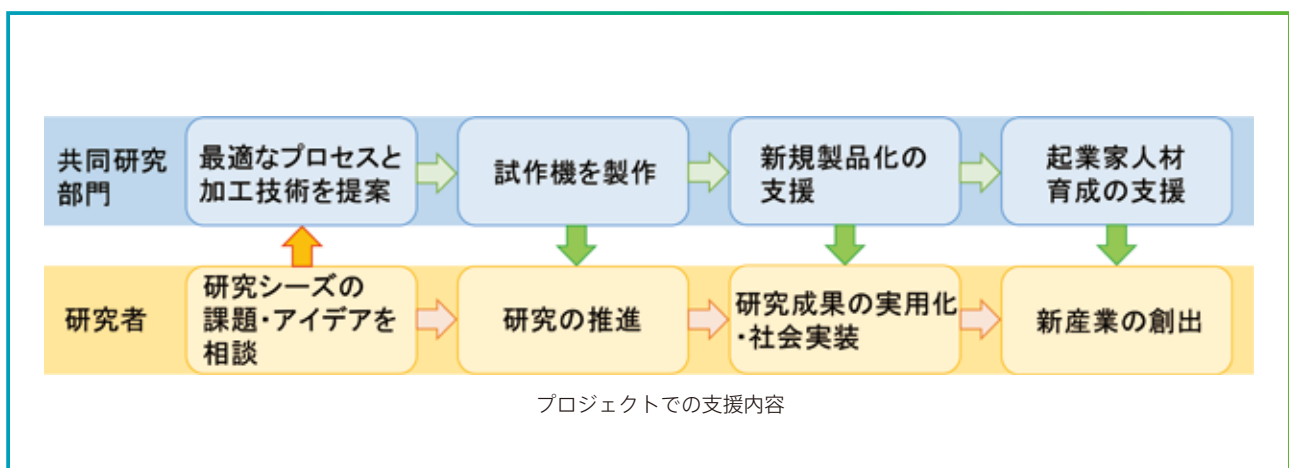 共同研究
部門
最適なプロセスと
加工技術を提案
試作機を製作
新規製品化の
支援
起業家人材
育成の支援
研究者
研究シーズの
課題・アイデアを
相談
研究の推進
研究成果の実用化
・社会実装
新産業の創出
プロジェクトでの支援内容